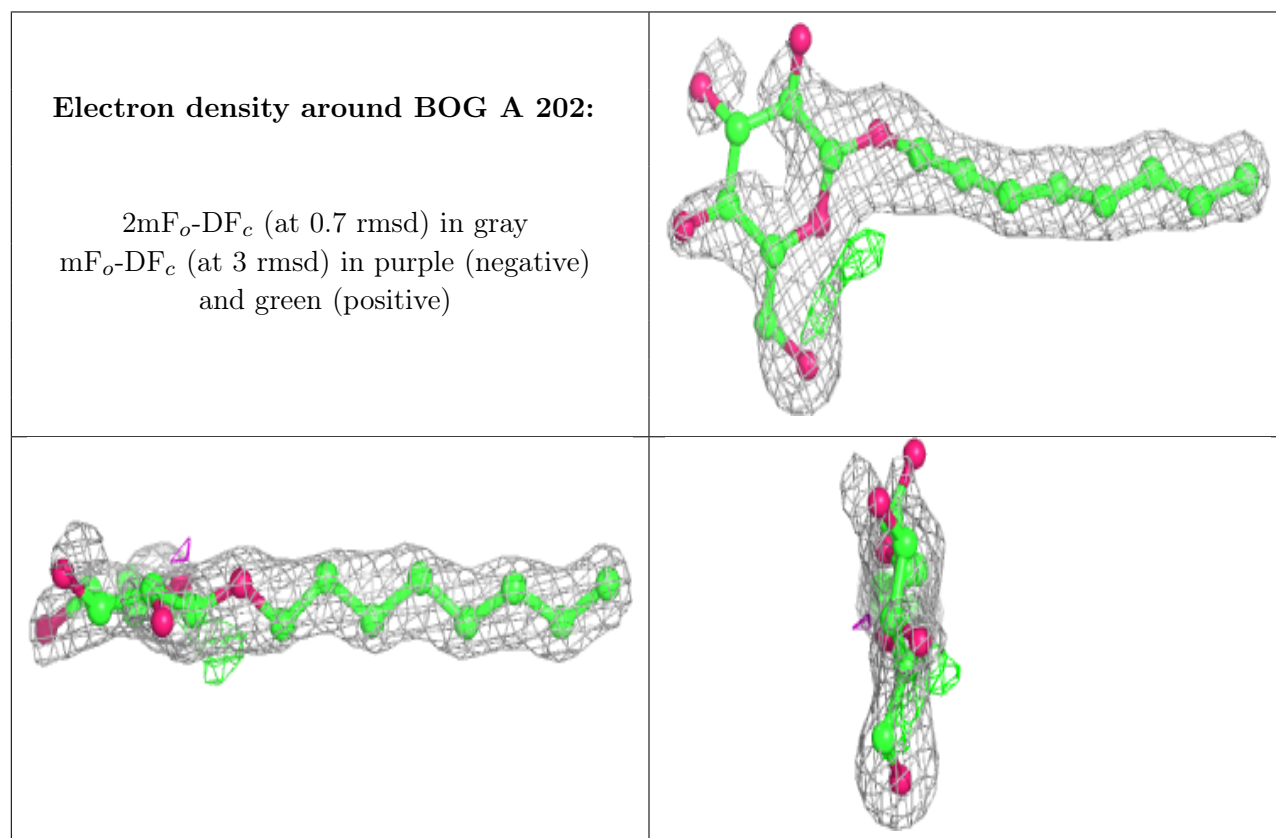 Electron density around BOG A 202:
2mFₒ-DF𝒸 (at 0.7 rmsd) in gray
mFₒ-DF𝒸 (at 3 rmsd) in purple (negative)
and green (positive)